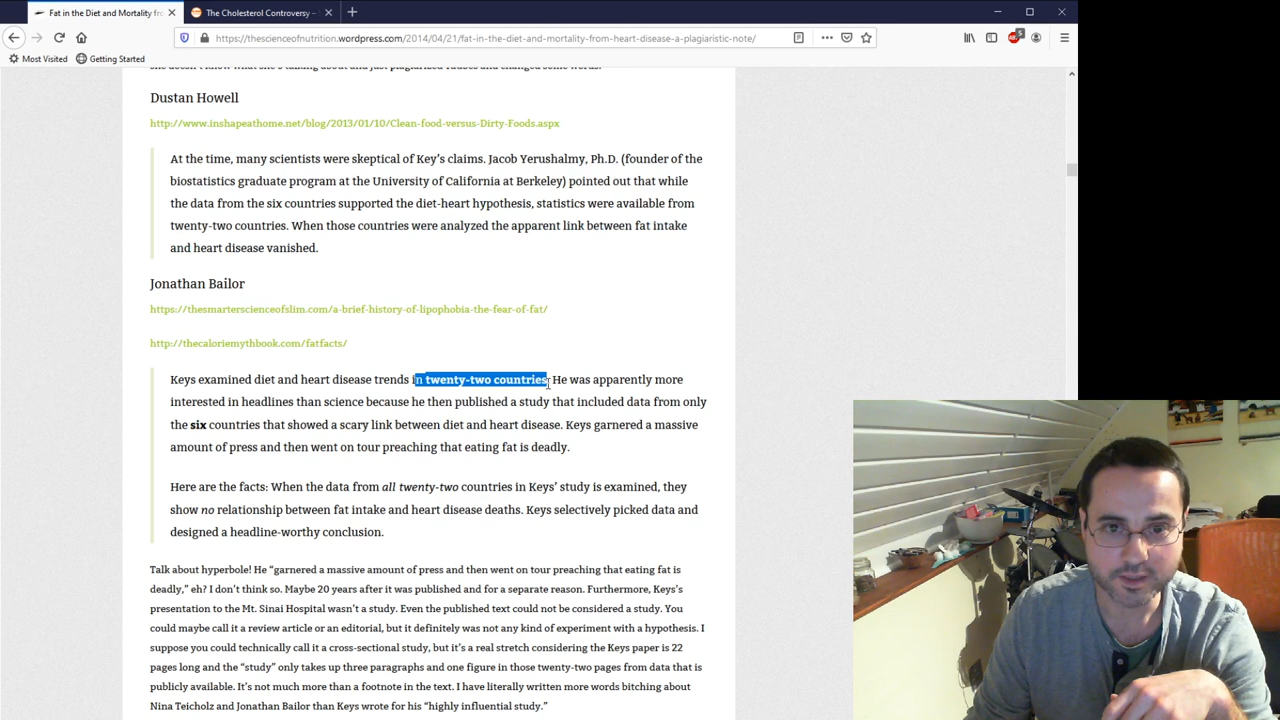 Fat in the Diet and Mortality fro
The Cholesterol Controversy –
https://thescienceofnutrition.wordpress.com/2014/04/21/fat-in-the-diet-and-mortality-from-heart-disease-a-plagiaristic-note/
Most Visited
Getting Started
she doesn't know what she's talking about and just plagiarized Taubes and changed some words.
Dustan Howell
http://www.inshapeathome.net/blog/2013/01/10/Clean-food-versus-Dirty-Foods.aspx
At the time, many scientists were skeptical of Key's claims. Jacob Yerushalmy, Ph.D. (founder of the
biostatistics graduate program at the University of California at Berkeley) pointed out that while
the data from the six countries supported the diet-heart hypothesis, statistics were available from
twenty-two countries. When those countries were analyzed the apparent link between fat intake
and heart disease vanished.
Jonathan Bailor
https://thesmarterscienceofslim.com/a-brief-history-of-lipophobia-the-fear-of-fat/
http://thecaloriemythbook.com/fatfacts/
Keys examined diet and heart disease trends in twenty-two countries. He was apparently more
interested in headlines than science because he then published a study that included data from only
the six countries that showed a scary link between diet and heart disease. Keys garnered a massive
amount of press and then went on tour preaching that eating fat is deadly.
Here are the facts: When the data from all twenty-two countries in Keys' study is examined, they
show no relationship between fat intake and heart disease deaths. Keys selectively picked data and
designed a headline-worthy conclusion.
Talk about hyperbole! He "garnered a massive amount of press and then went on tour preaching that eating fat is
deadly," eh? I don't think so. Maybe 20 years after it was published and for a separate reason. Furthermore, Keys's
presentation to the Mt. Sinai Hospital wasn't a study. Even the published text could not be considered a study. You
could maybe call it a review article or an editorial, but it definitely was not any kind of experiment with a hypothesis. I
suppose you could technically call it a cross-sectional study, but it's a real stretch considering the Keys paper is 22
pages long and the "study" only takes up three paragraphs and one figure in those twenty-two pages from data that is
publicly available. It's not much more than a footnote in the text. I have literally written more words bitching about
Nina Teicholz and Jonathan Bailor than Keys wrote for his "highly influential study."